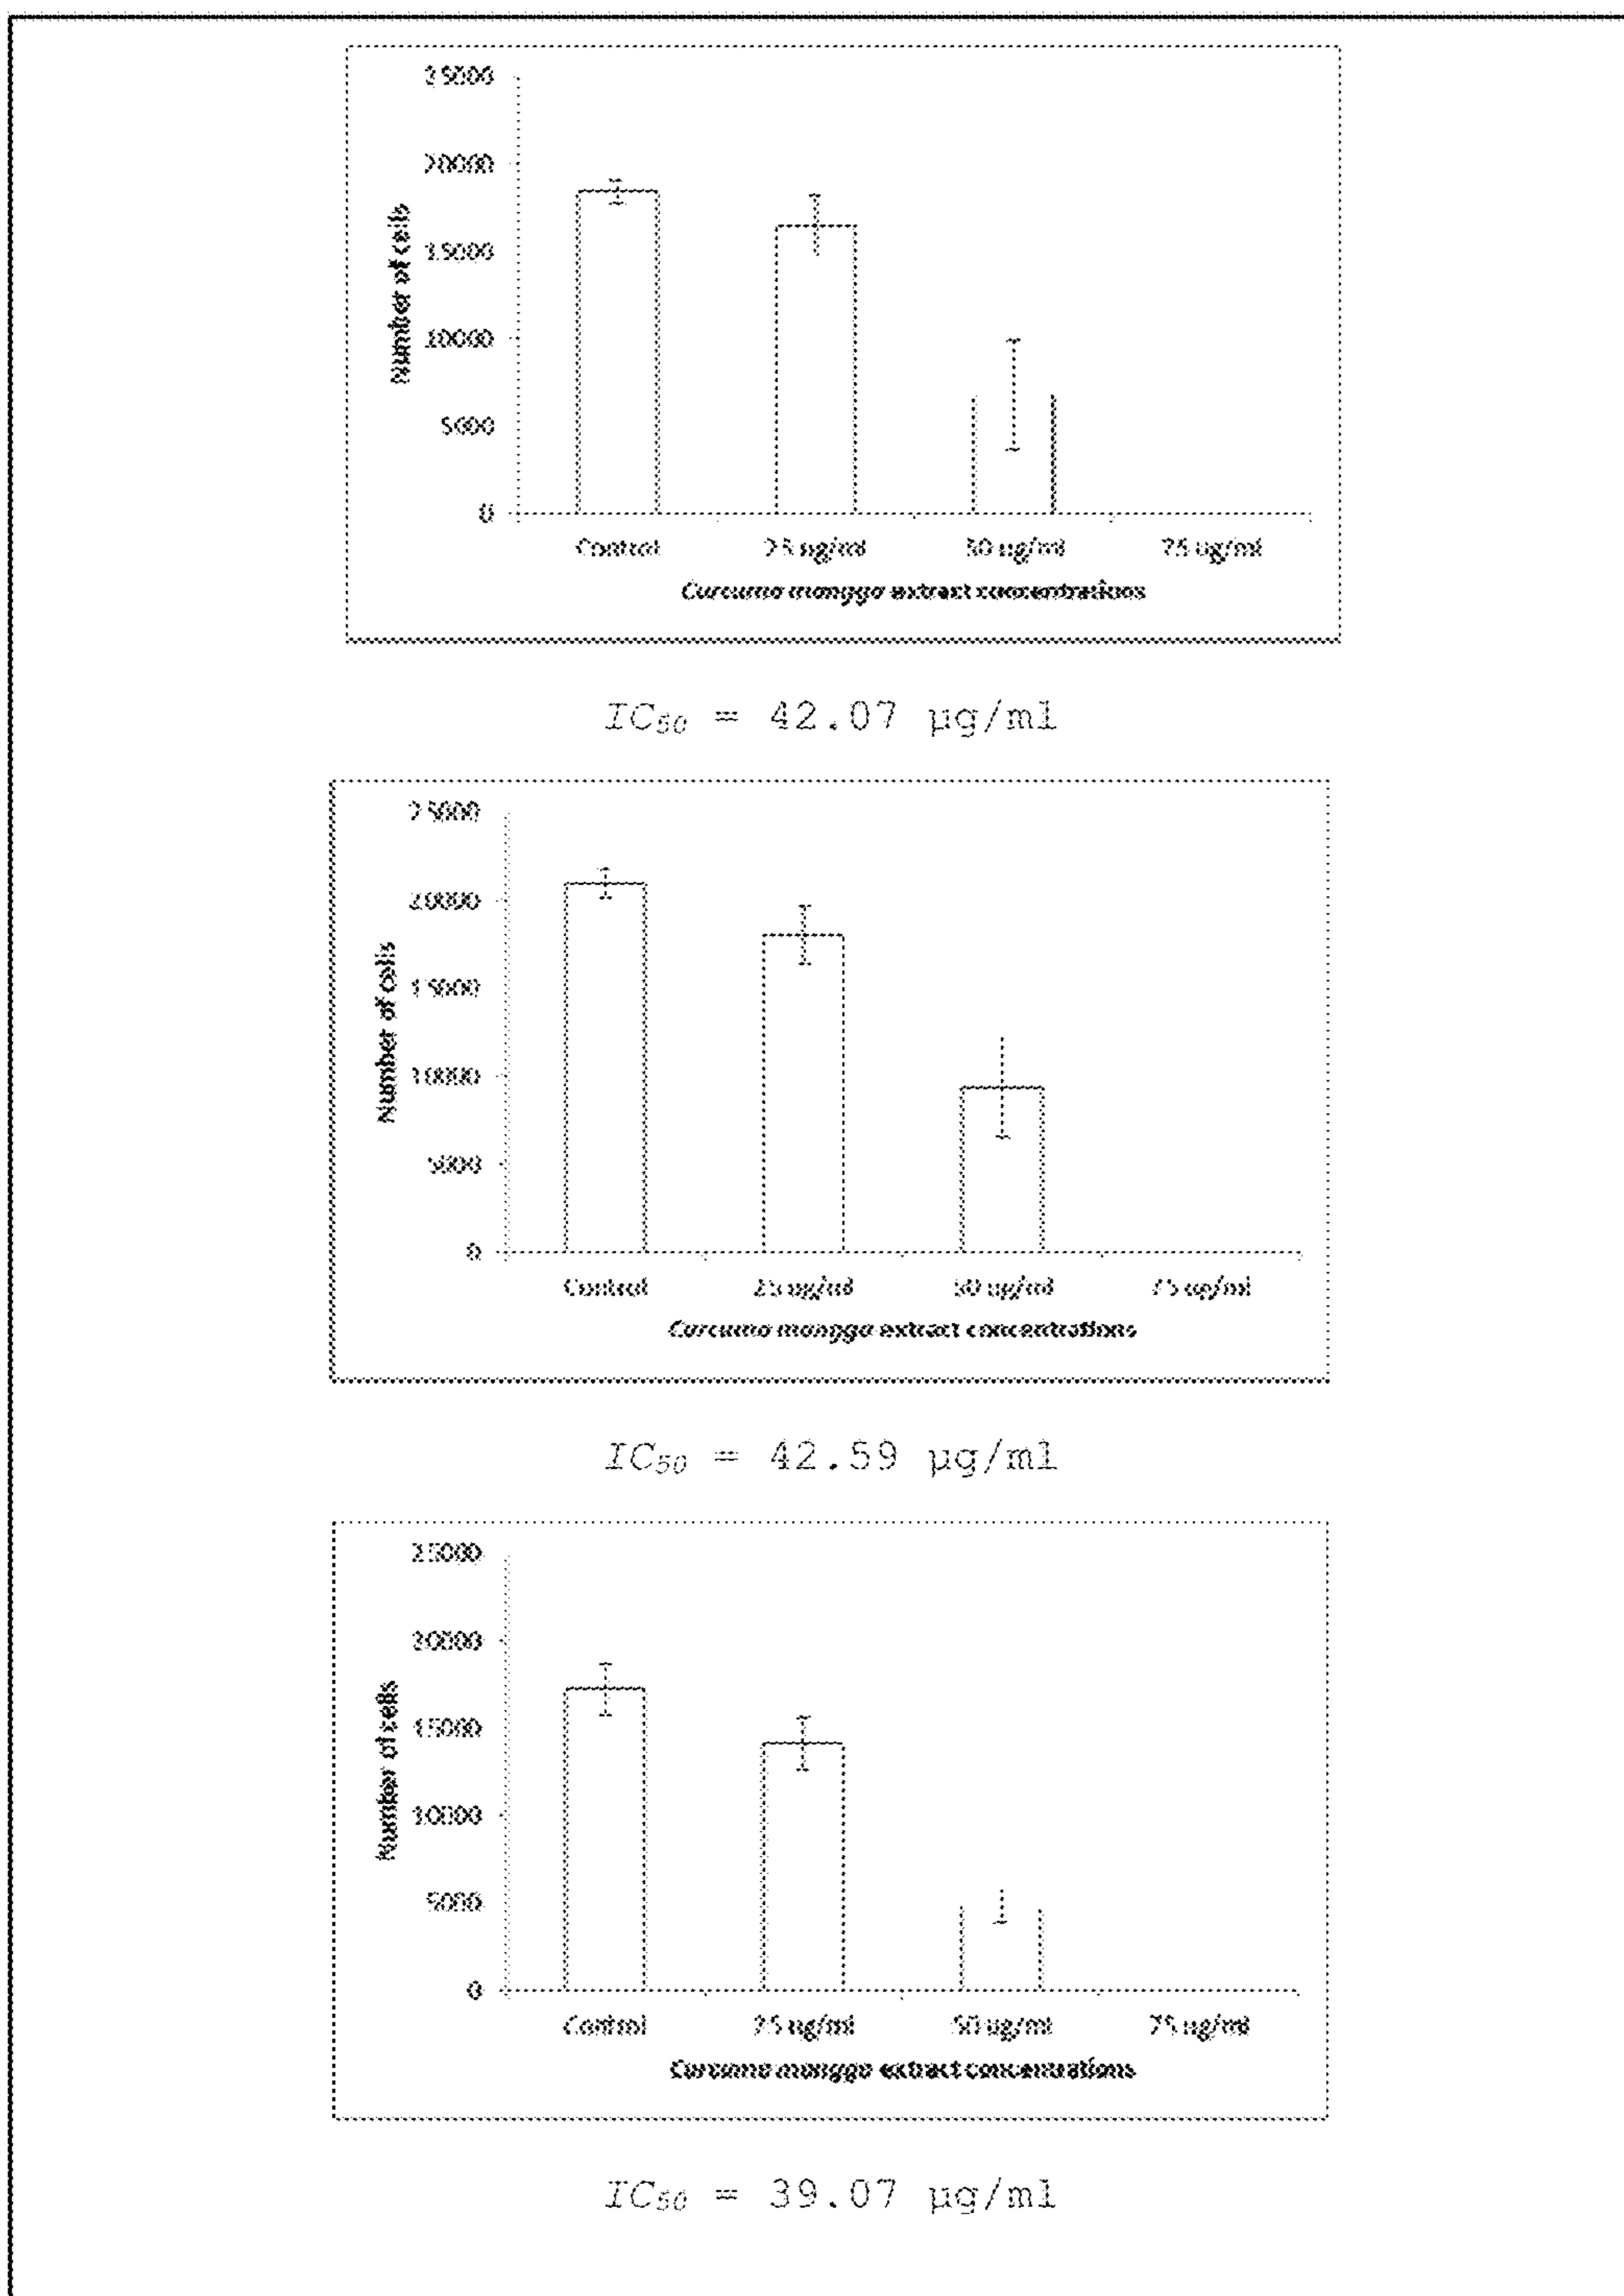 25000
20000
15000
10000
5000
0
Number of cells
Control 25 ug/ml 50 ug/ml 75 ug/ml
Curcuma mangga extract concentrations
IC50 = 42.07 µg/ml
25000
20000
15000
10000
5000
0
Number of cells
Control 25 ug/ml 50 ug/ml 75 ug/ml
Curcuma mangga extract concentrations
IC50 = 42.59 µg/ml
25000
20000
15000
10000
5000
0
Number of cells
Control 25 ug/ml 50 ug/ml 75 ug/ml
Curcuma mangga extract concentrations
IC50 = 39.07 µg/ml